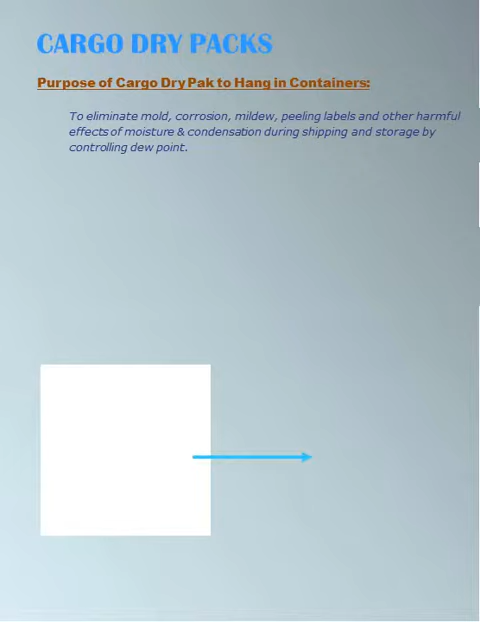 CARGO DRY PACKS
Purpose of Cargo Dry Pak to Hang in Containers:
To eliminate mold, corrosion, mildew, peeling labels and other harmful
effects of moisture & condensation during shipping and storage by
controlling dew point.